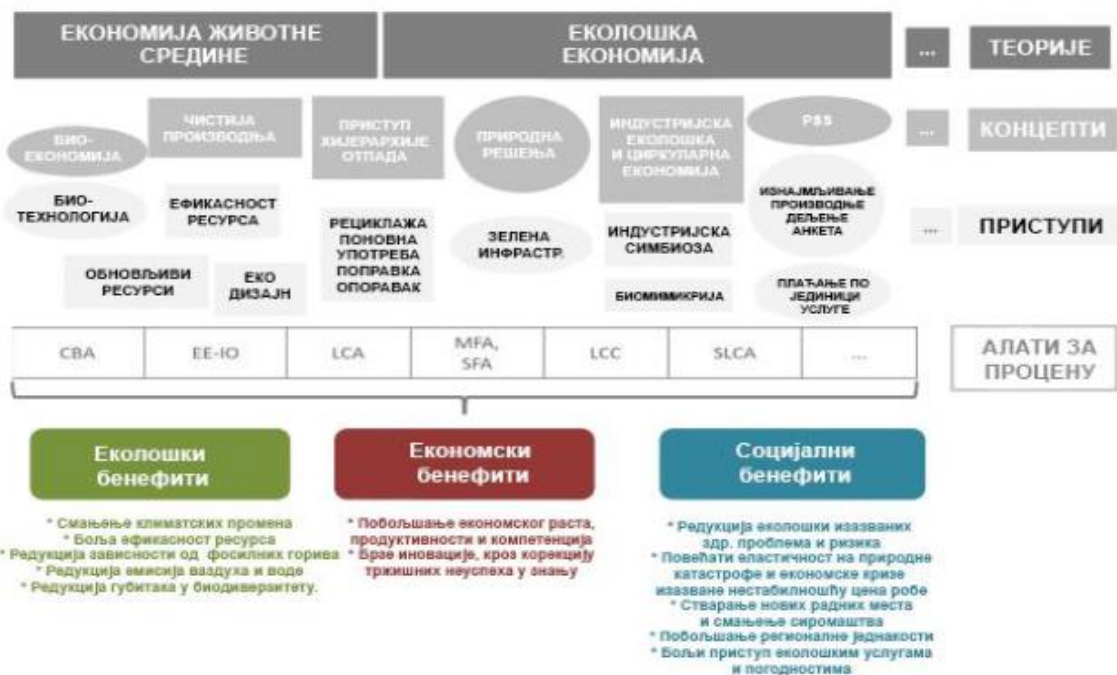 ЕКОНОМИЈА ЖИВОТНЕ
СРЕДИНЕ
ЕКОЛОШКА
ЕКОНОМИЈА
...
ТЕОРИЈЕ
БИО-
ЕКОНОМИЈА
ЧИСТИЈА
ПРОИЗВОДЊА
ПРИСТУП
ХИЈЕРАРХИЈЕ
ОТПАДА
ПРИРОДНА
РЕШЕЊА
ИНДУСТРИЈСКА
ЕКОЛОШКА
И ЦИРКУЛАРНА
ЕКОНОМИЈА
PSS
...
КОНЦЕПТИ
БИО-
ТЕХНОЛОГИЈА
ЕФИКАСНОСТ
РЕСУРСА
ОБНОВЉИВИ
РЕСУРСИ
ЕКО
ДИЗАЈН
РЕЦИКЛАЖА
ПОНОВНА
УПОТРЕБА
ПОПРАВКА
ОПОРАВАК
ЗЕЛЕНА
ИНФРАСТР.
ИНДУСТРИЈСКА
СИМБИОЗА
БИОМИМИКРИЈА
ИЗНАЈМЉИВАЊЕ
ПРОИЗВОДЊЕ
ДЕЉЕЊЕ
АНКЕТА
ПЛАЋАЊЕ ПО
ЈЕДИНИЦИ
УСЛУГЕ
...
ПРИСТУПИ
CBA
EE-IO
LCA
MFA,
SFA
LCC
SLCA
...
АЛАТИ ЗА
ПРОЦЕНУ
Еколошки
бенефити
* Смањење климатских промена
* Боља ефикасност ресурса
* Редукција зависности од фосилних горива
* Редукција емисија ваздуха и воде
* Редукција губитака у биодиверзитету.
Економски
бенефити
* Побољшање економског раста,
продуктивности и компетенција
* Брзе иновације, кроз корекцију
тржишних неуспеха у знању
Социјални
бенефити
* Редукција еколошки изазваних
здр. проблема и ризика
* Повећати еластичност на природне
катастрофе и економске кризе
изазване нестабилношћу цена робе
* Стварање нових радних места
и смањење сиромаштва
* Побољшање регионалне једнакости
* Бољи приступ еколошким услугама
и погодностима